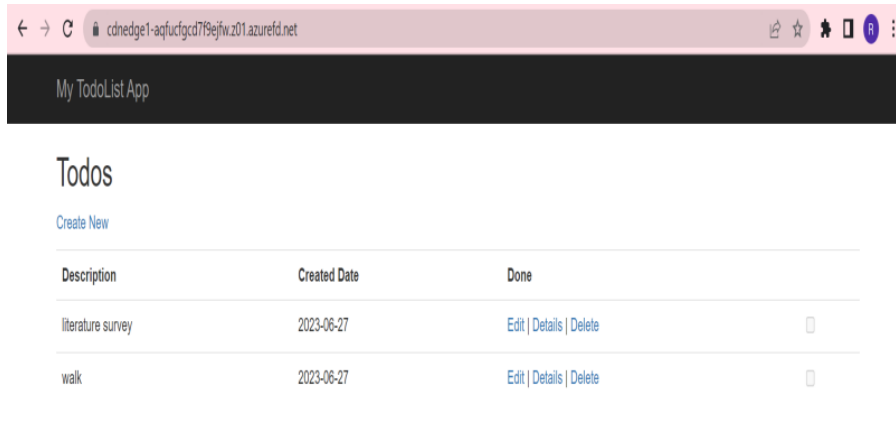 cdnedge1-aqfucfgcd7f9ejfw.z01.azurefd.net
R
My TodoList App
Todos
Create New
Description Created Date Done
literature survey 2023-06-27 Edit | Details | Delete
walk 2023-06-27 Edit | Details | Delete